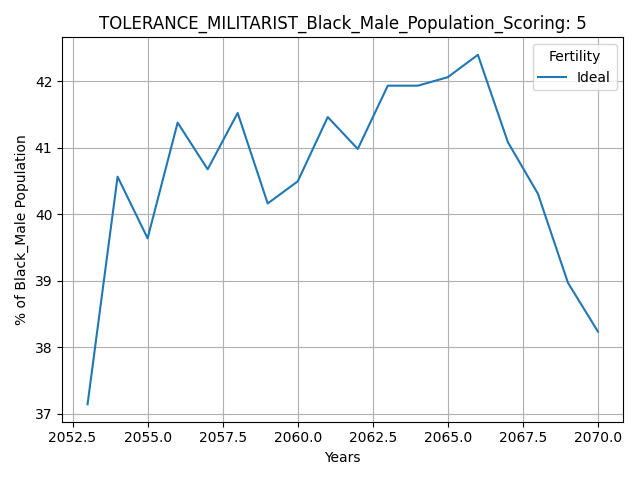 TOLERANCE_MILITARIST_Black_Male_Population_Scoring: 5
Fertility
Ideal
% of Black_Male Population
42
41
40
39
38
37
2052.5 2055.0 2057.5 2060.0 2062.5 2065.0 2067.5 2070.0
Years